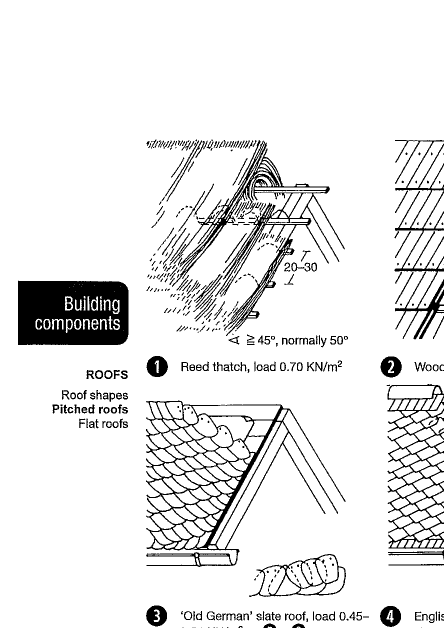 20–30
∢ ≧ 45°, normally 50°
Building
components
1 Reed thatch, load 0.70 KN/m²
2 Wood
ROOFS
Roof shapes
Pitched roofs
Flat roofs
3 'Old German' slate roof, load 0.45–
4 Englis